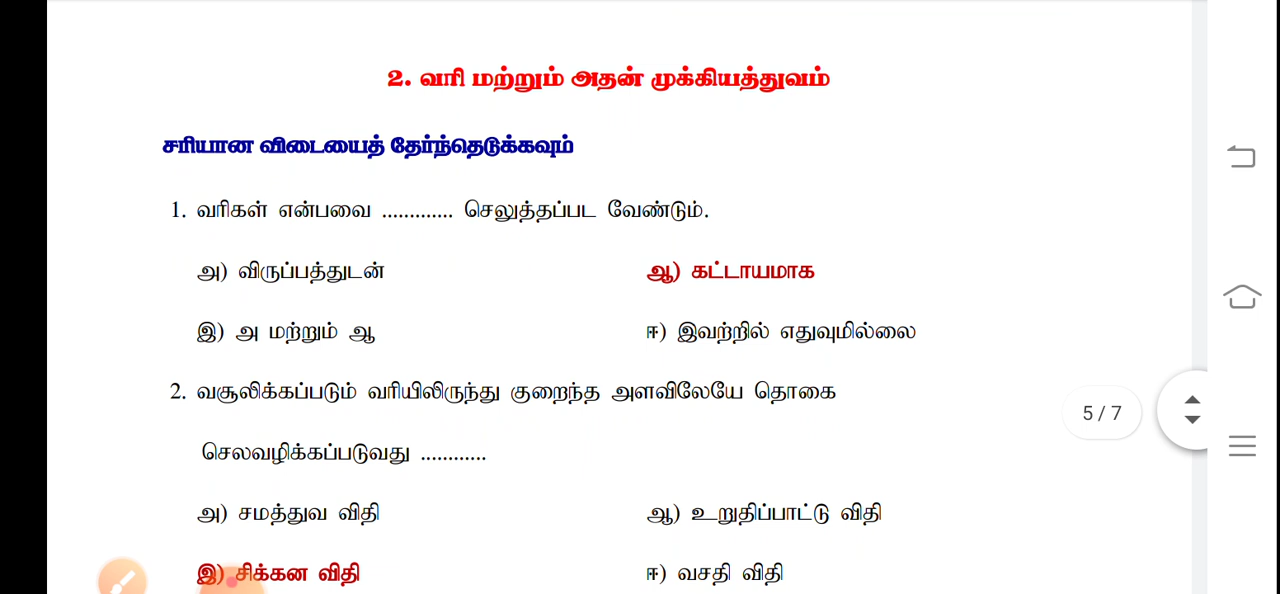 2. வரி மற்றும் அதன் முக்கியத்துவம்
சரியான விடையைத் தேர்ந்தெடுக்கவும்
1. வரிகள் என்பவை ............. செலுத்தப்பட வேண்டும்.
அ) விருப்பத்துடன் ஆ) கட்டாயமாக
இ) அ மற்றும் ஆ ஈ) இவற்றில் எதுவுமில்லை
2. வசூலிக்கப்படும் வரியிலிருந்து குறைந்த அளவிலேயே தொகை
5 / 7
செலவழிக்கப்படுவது ............
அ) சமத்துவ விதி ஆ) உறுதிப்பாட்டு விதி
இ) சிக்கன விதி ஈ) வசதி விதி